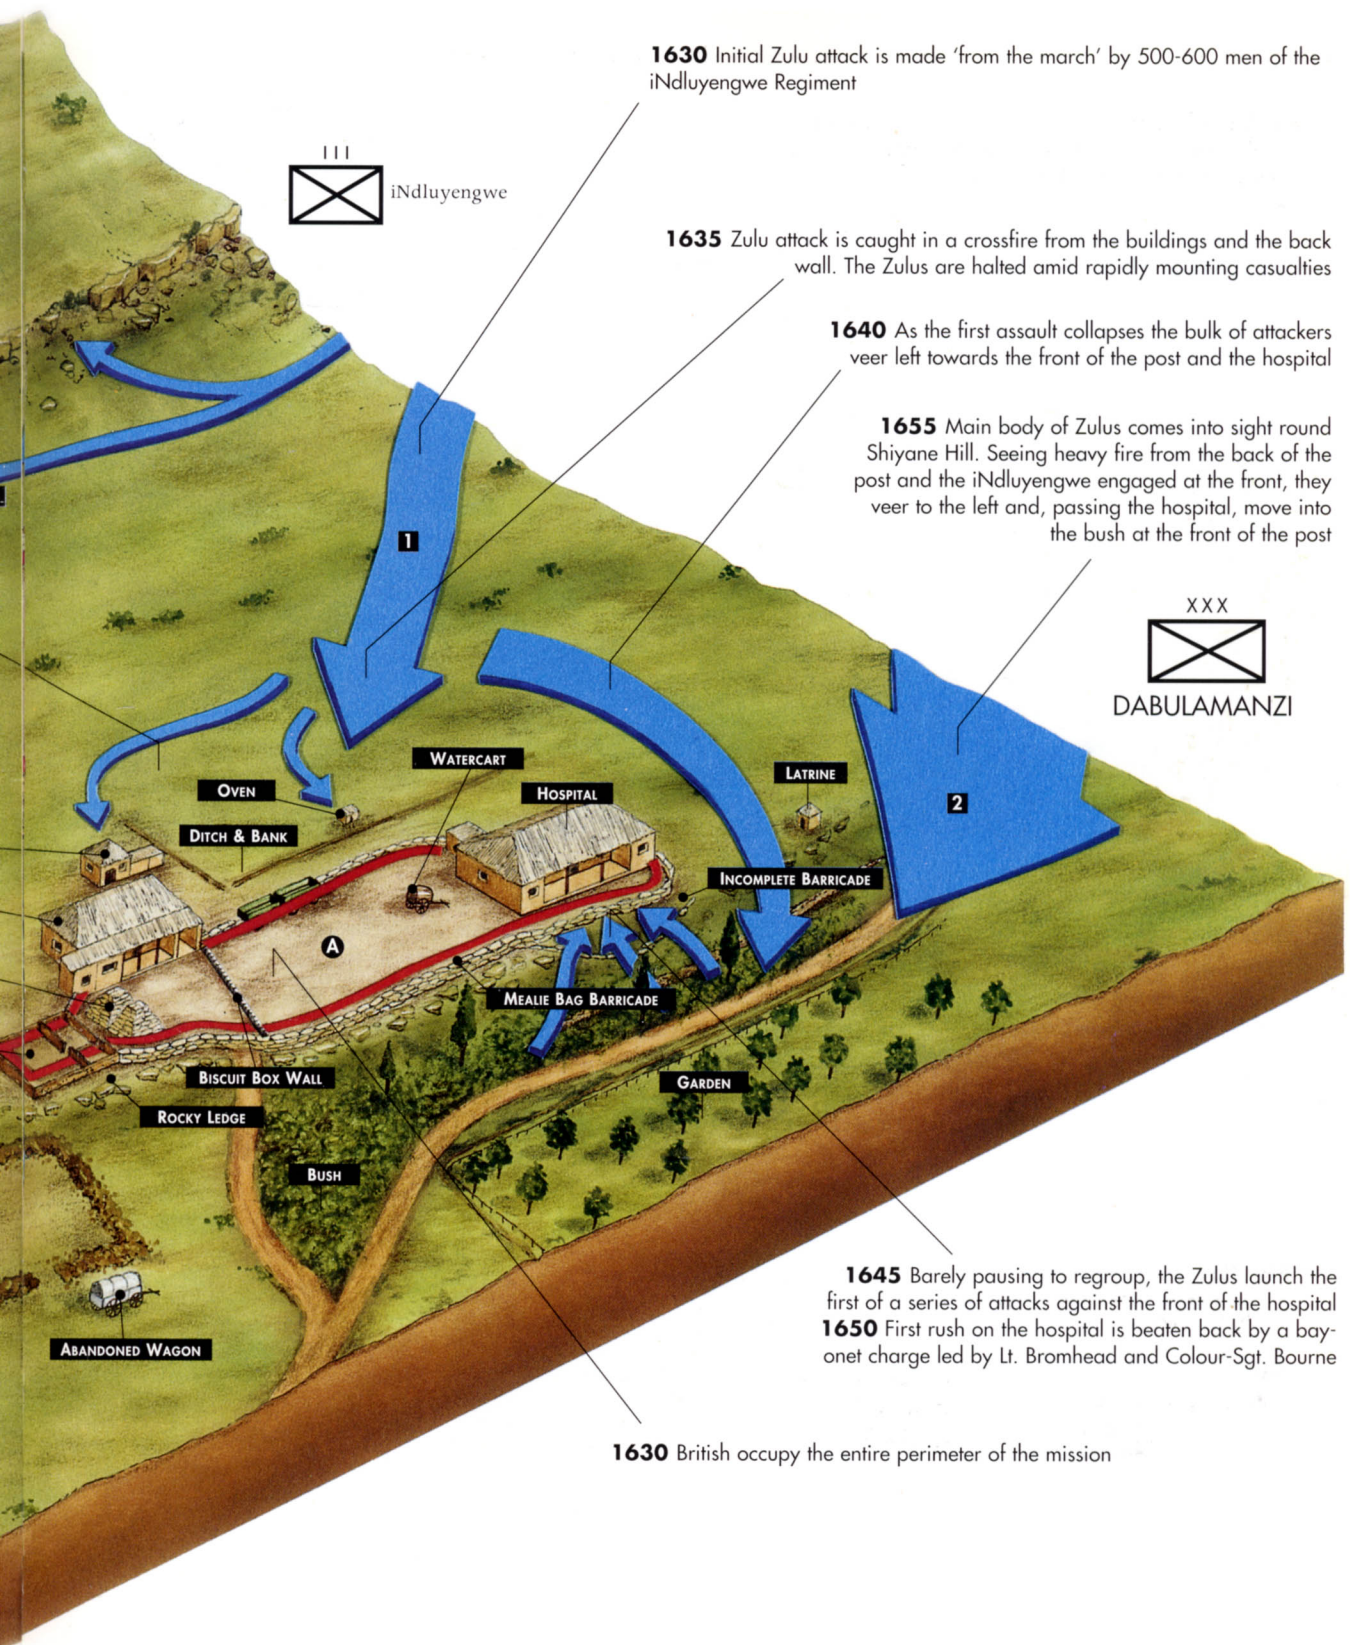 1630 Initial Zulu attack is made ‘from the march’ by 500-600 men of the
iNdluyengwe Regiment
III
iNdluyengwe
1635 Zulu attack is caught in a crossfire from the buildings and the back
wall. The Zulus are halted amid rapidly mounting casualties
1640 As the first assault collapses the bulk of attackers
veer left towards the front of the post and the hospital
1655 Main body of Zulus comes into sight round
Shiyane Hill. Seeing heavy fire from the back of the
post and the iNdluyengwe engaged at the front, they
veer to the left and, passing the hospital, move into
the bush at the front of the post
1
XXX
DABULAMANZI
WATERCART
LATRINE
OVEN
HOSPITAL
2
DITCH & BANK
INCOMPLETE BARRICADE
A
MEALIE BAG BARRICADE
BISCUIT BOX WALL
GARDEN
ROCKY LEDGE
BUSH
1645 Barely pausing to regroup, the Zulus launch the
first of a series of attacks against the front of the hospital
1650 First rush on the hospital is beaten back by a bay-
onet charge led by Lt. Bromhead and Colour-Sgt. Bourne
ABANDONED WAGON
1630 British occupy the entire perimeter of the mission